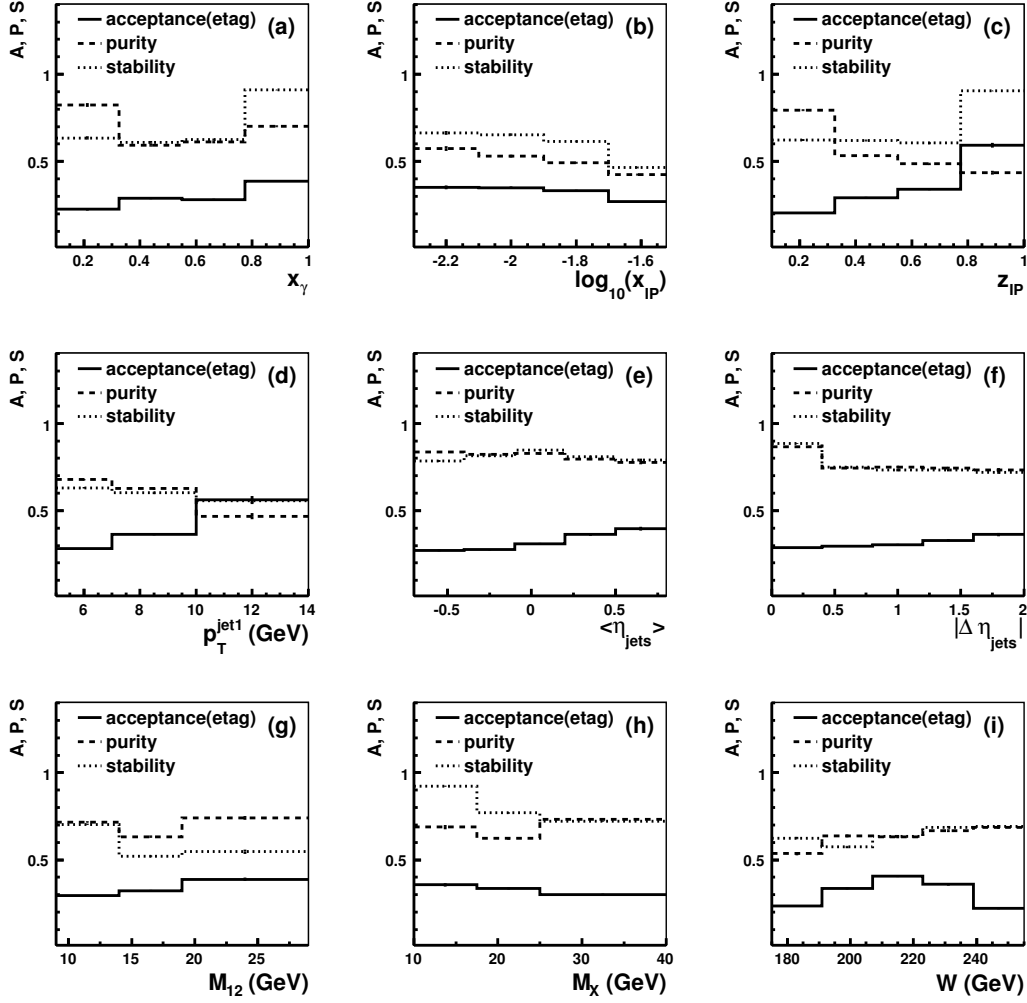 A, P, S
acceptance(etag) (a)
purity
stability
1
0.5
0.2 0.4 0.6 0.8 1
x_γ
A, P, S
acceptance(etag) (b)
purity
stability
1
0.5
-2.2 -2 -1.8 -1.6
log_10(x_IP)
A, P, S
acceptance(etag) (c)
purity
stability
1
0.5
0.2 0.4 0.6 0.8 1
z_IP
A, P, S
acceptance(etag) (d)
purity
stability
1
0.5
6 8 10 12 14
p_T^jet1 (GeV)
A, P, S
acceptance(etag) (e)
purity
stability
1
0.5
-0.5 0 0.5
<η_jets>
A, P, S
acceptance(etag) (f)
purity
stability
1
0.5
0 0.5 1 1.5 2
|Δ η_jets|
A, P, S
acceptance(etag) (g)
purity
stability
1
0.5
10 15 20 25
M_12 (GeV)
A, P, S
acceptance(etag) (h)
purity
stability
1
0.5
10 15 20 25 30 35 40
M_X (GeV)
A, P, S
acceptance(etag) (i)
purity
stability
1
0.5
180 200 220 240
W (GeV)